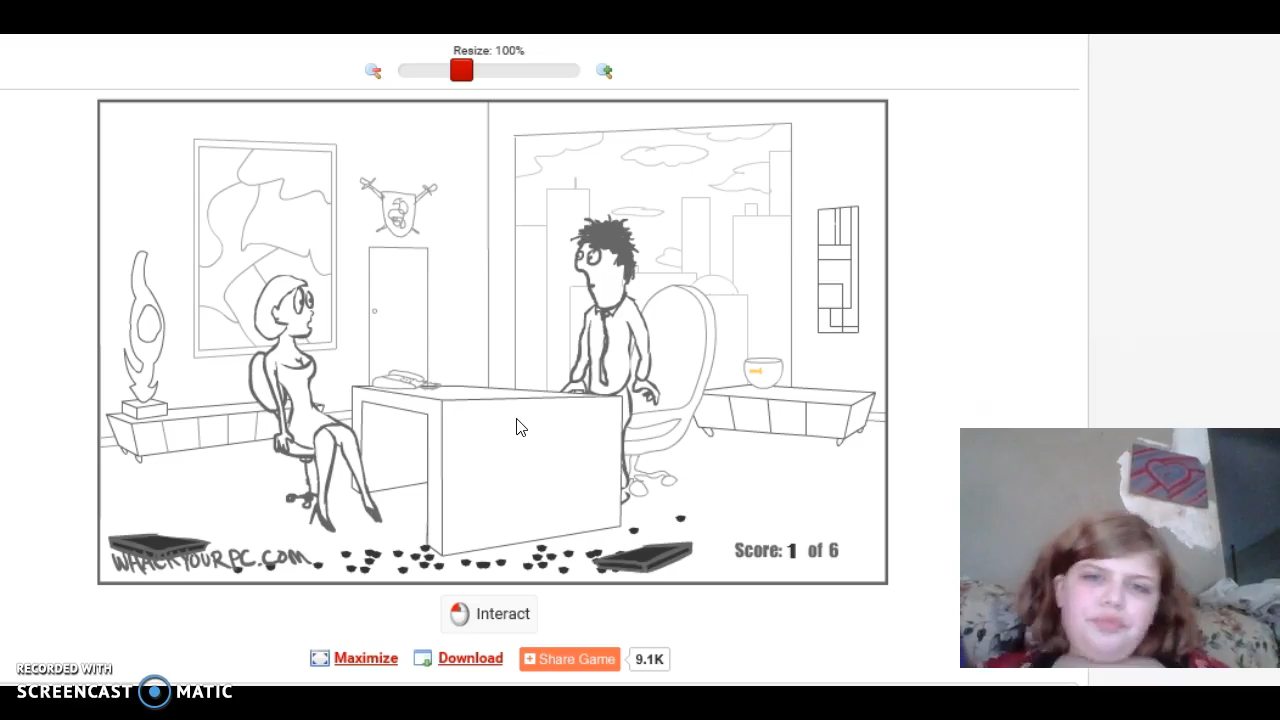 Resize: 100%
WHACKYOURPC.COM
Score: 1 of 6
Interact
Maximize Download Share Game 9.1K
RECORDED WITH
SCREENCAST MATIC